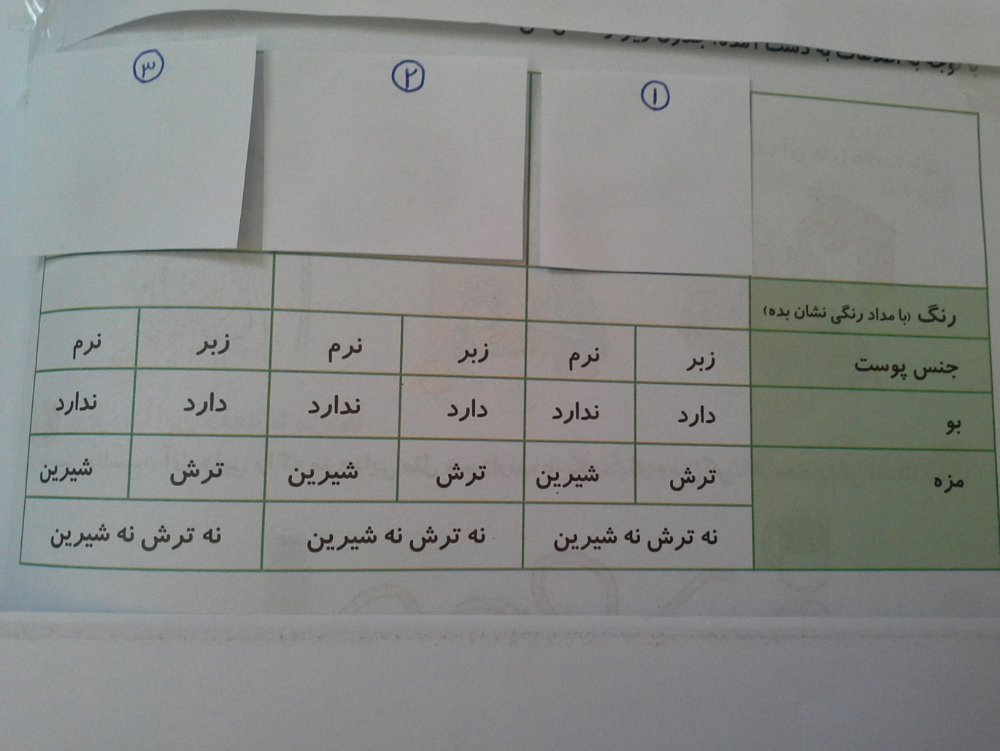 ۱ ۲ ۳
رنگ (با مداد رنگی نشان بده)
جنس پوست زبر نرم زبر نرم زبر نرم
بو دارد ندارد دارد ندارد دارد ندارد
مزه ترش شیرین ترش شیرین ترش شیرین
نه ترش نه شیرین نه ترش نه شیرین نه ترش نه شیرین